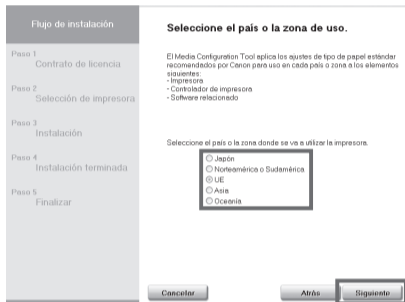 Flujo de instalación
Paso 1
Contrato de licencia
Paso 2
Selección de impresora
Paso 3
Instalación
Paso 4
Instalación terminada
Paso 5
Finalizar
Seleccione el país o la zona de uso.
El Media Configuration Tool aplica los ajustes de tipo de papel estándar
recomendados por Canon para uso en cada país o zona a los elementos
siguientes:
- Impresora
- Controlador de impresora
- Software relacionado
Seleccione el país o la zona donde se va a utilizar la impresora.
Japón
Norteamérica o Sudamérica
UE
Asia
Oceanía
Cancelar
Atrás
Siguiente